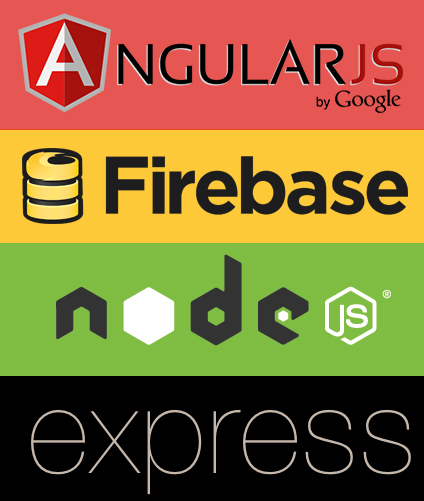 ANGULARJS
by Google
Firebase
node JS ®
express